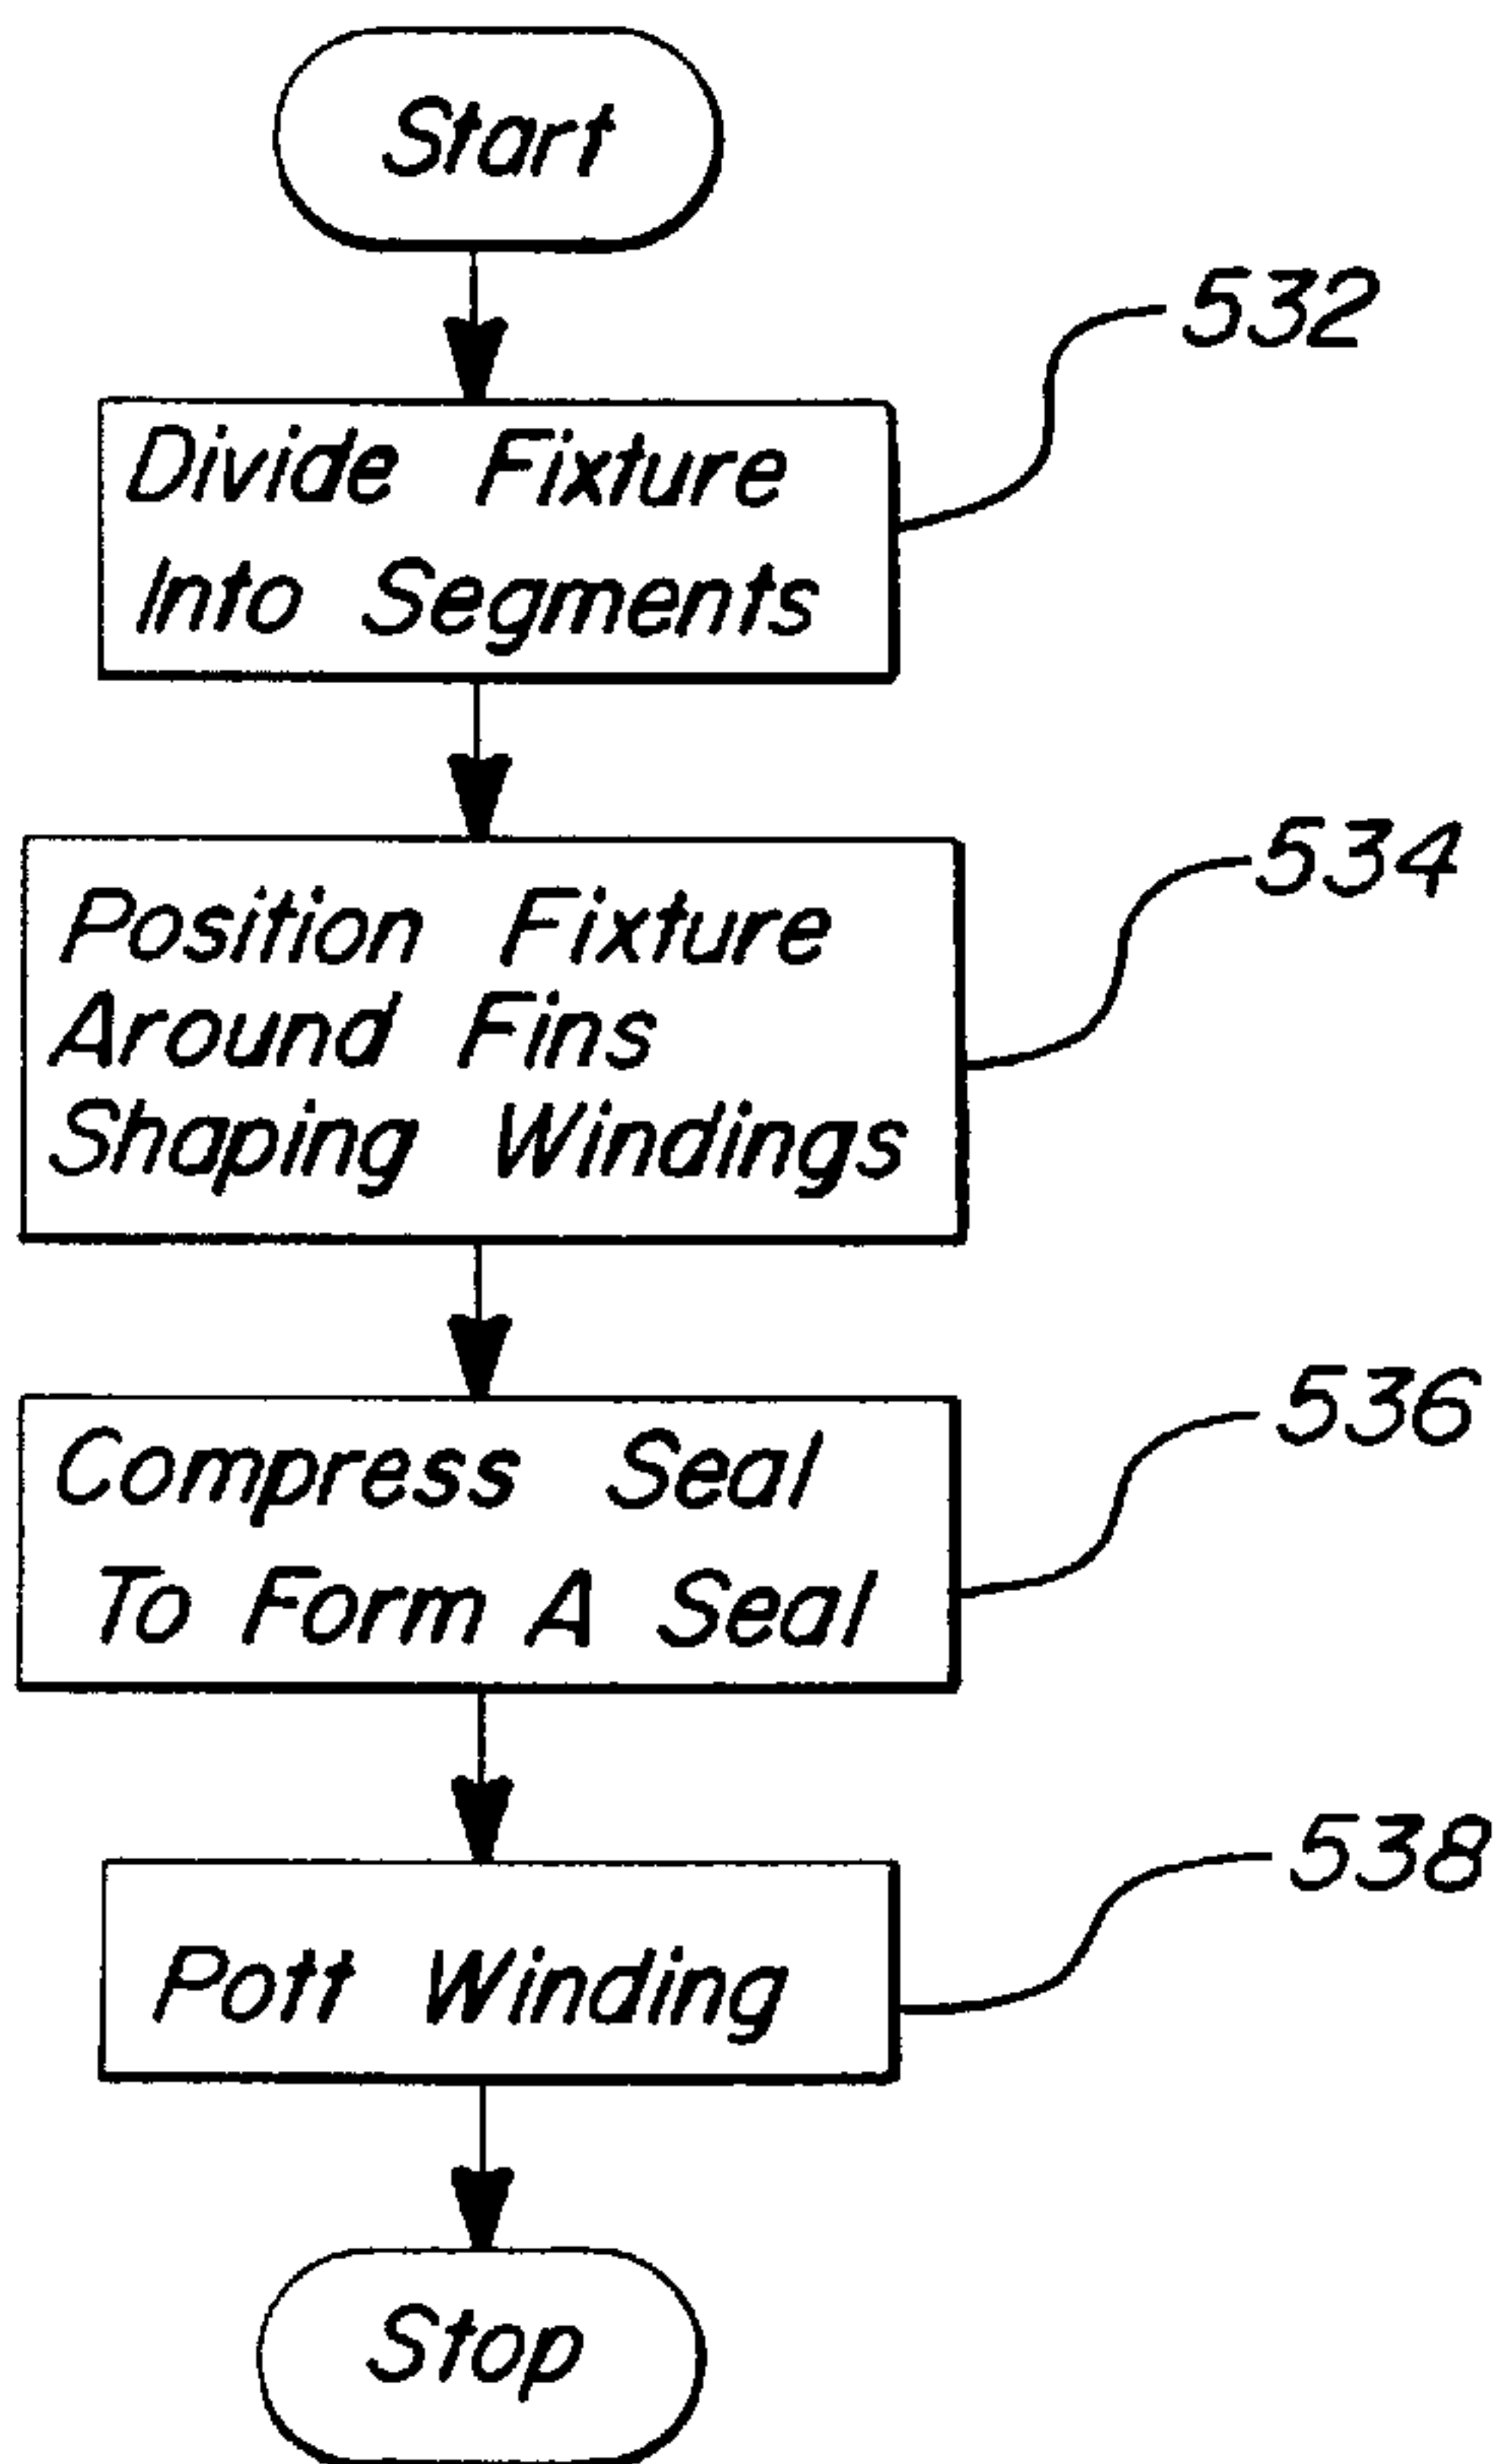 Start
532
Divide Fixture
Into Segments
534
Position Fixture
Around Fins
Shaping Windings
536
Compress Seal
To Form A Seal
538
Pott Winding
Stop